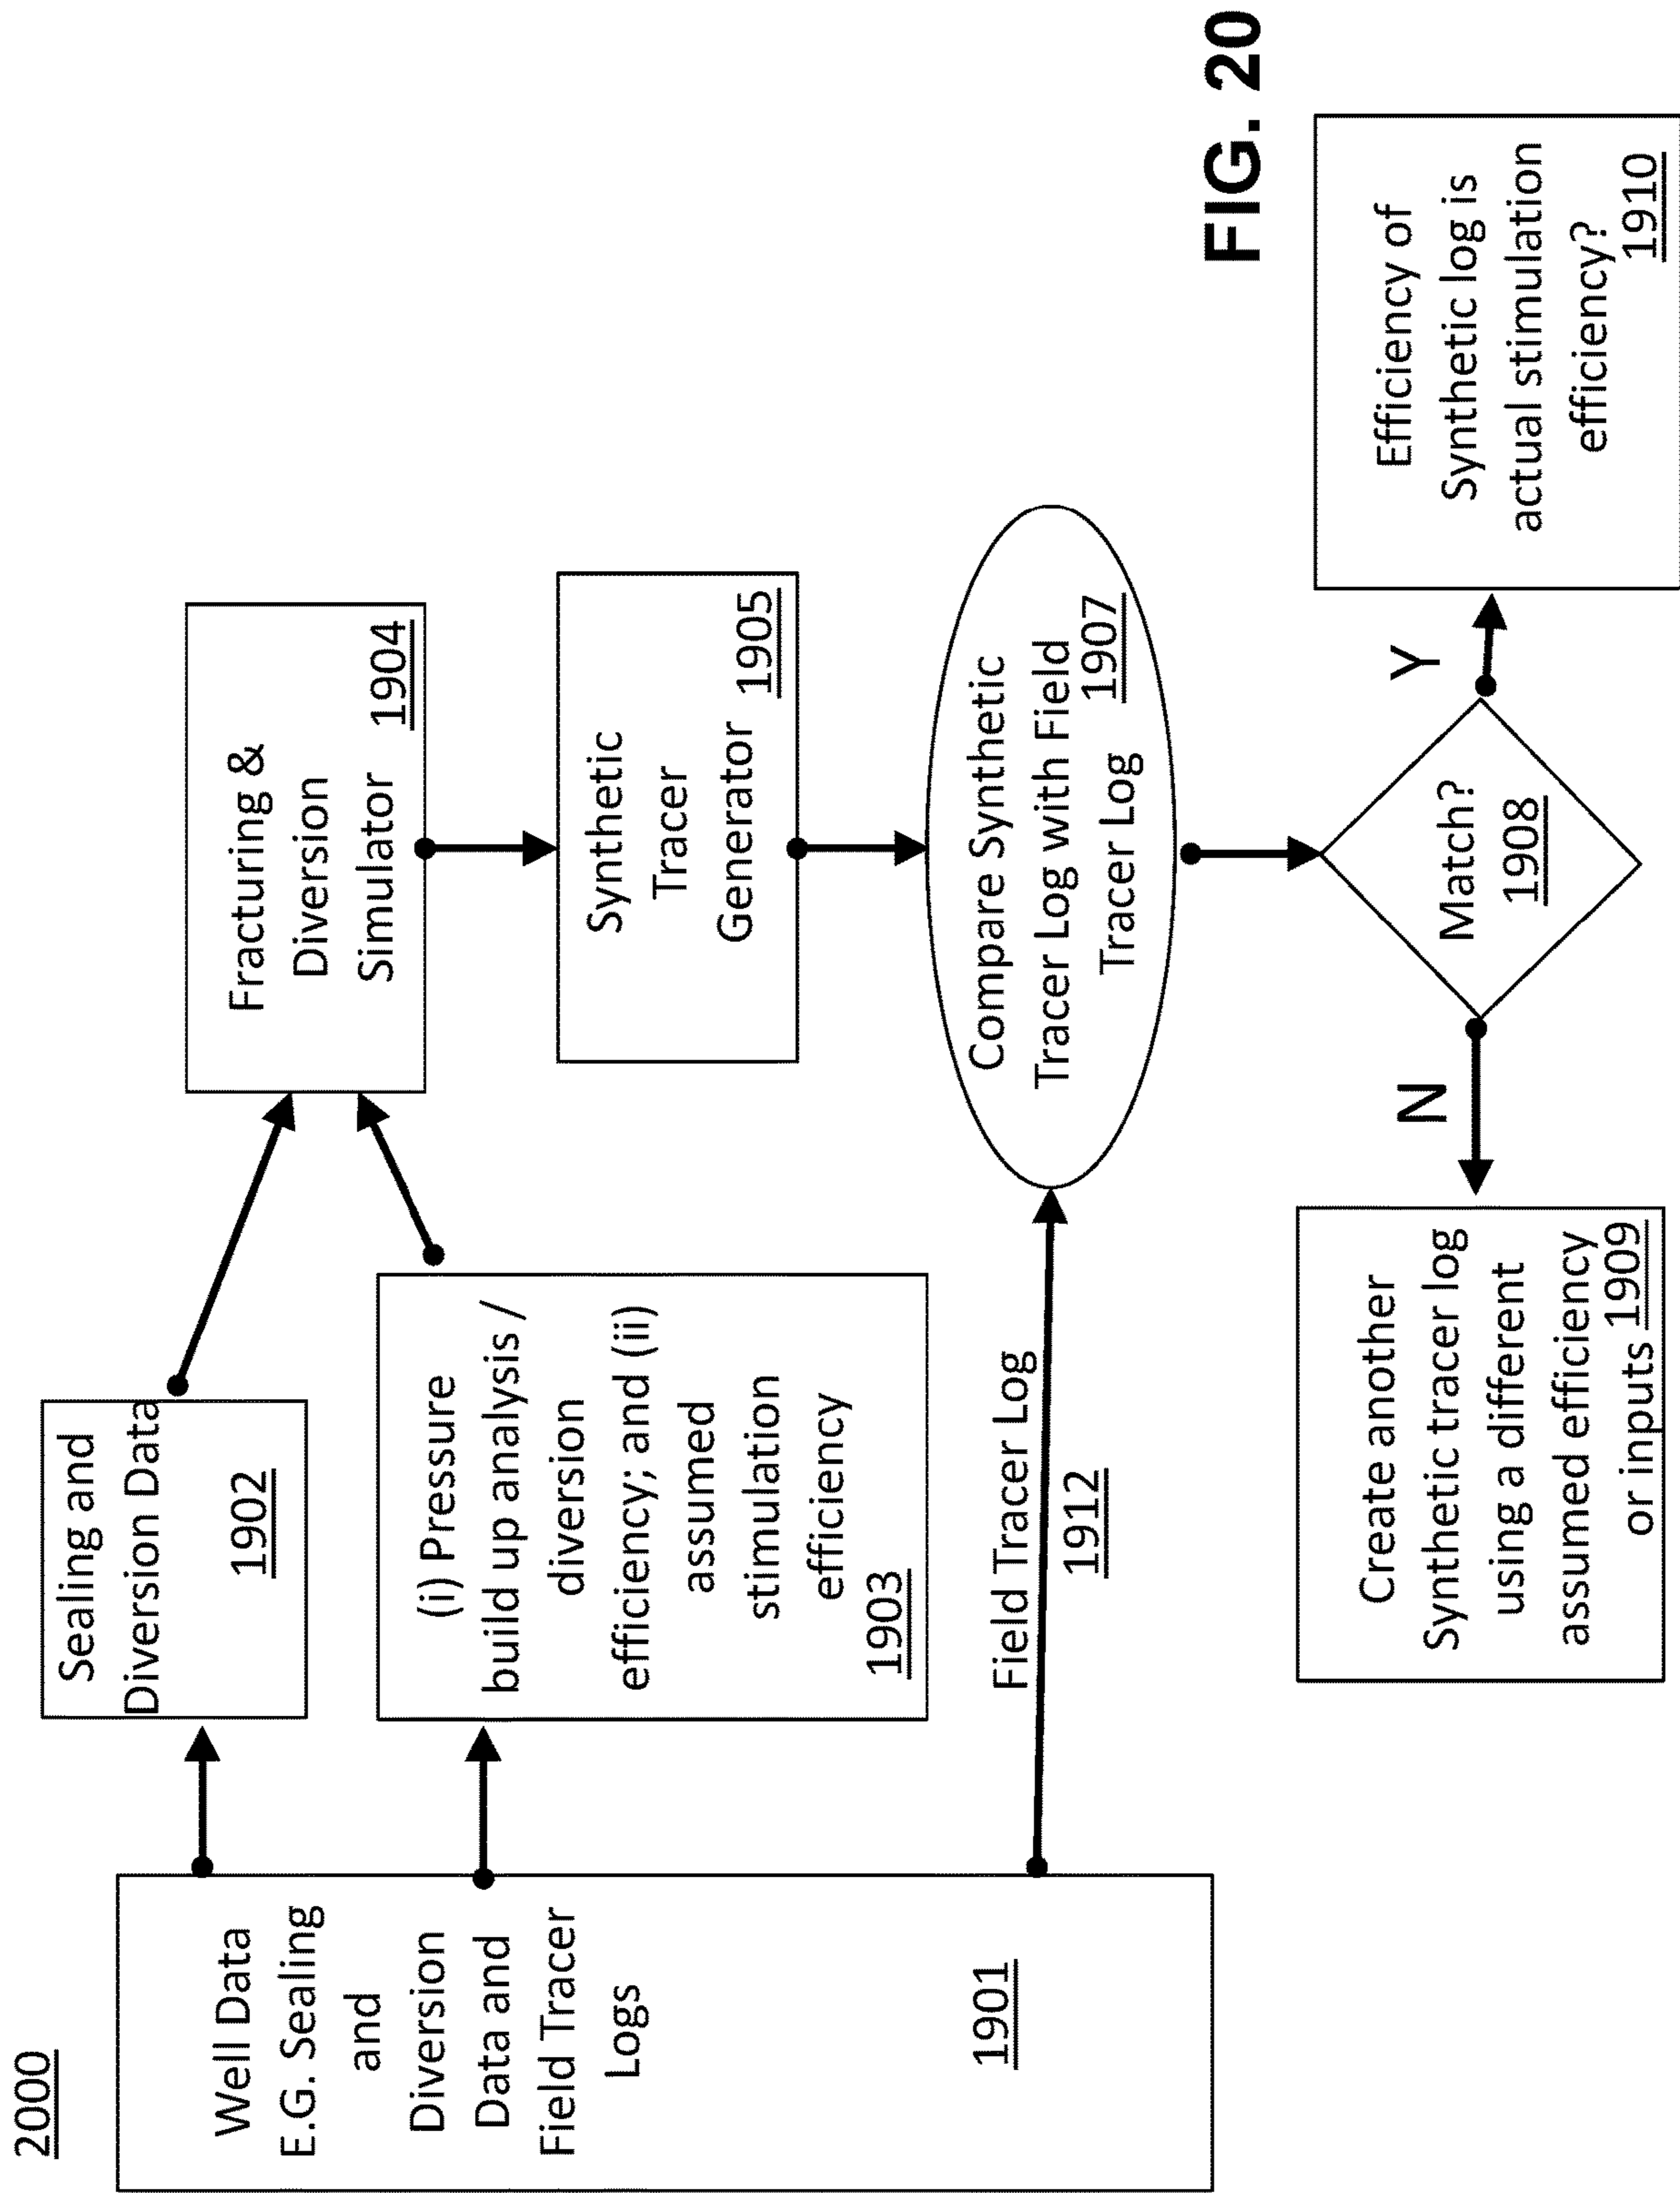 2000
Well Data
E.G. Sealing
and
Diversion
Data and
Field Tracer
Logs
1901
Sealing and
Diversion Data
1902
(i) Pressure
build up analysis /
diversion
efficiency; and (ii)
assumed
stimulation
efficiency
1903
Fracturing &
Diversion
Simulator
1904
Synthetic
Tracer
Generator
1905
Field Tracer Log
1912
Compare Synthetic
Tracer Log with Field
Tracer Log
1907
Match?
1908
N
Y
Create another
Synthetic tracer log
using a different
assumed efficiency
or inputs
1909
Efficiency of
Synthetic log is
actual stimulation
efficiency?
1910
FIG. 20